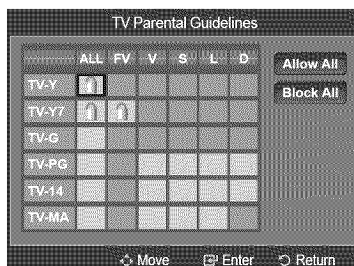 TV Parental Guidelines
ALL FV V S L D
Allow All
TV-Y
Block All
TV-Y7
TV-G
TV-PG
TV-14
TV-MA
Move Enter Return